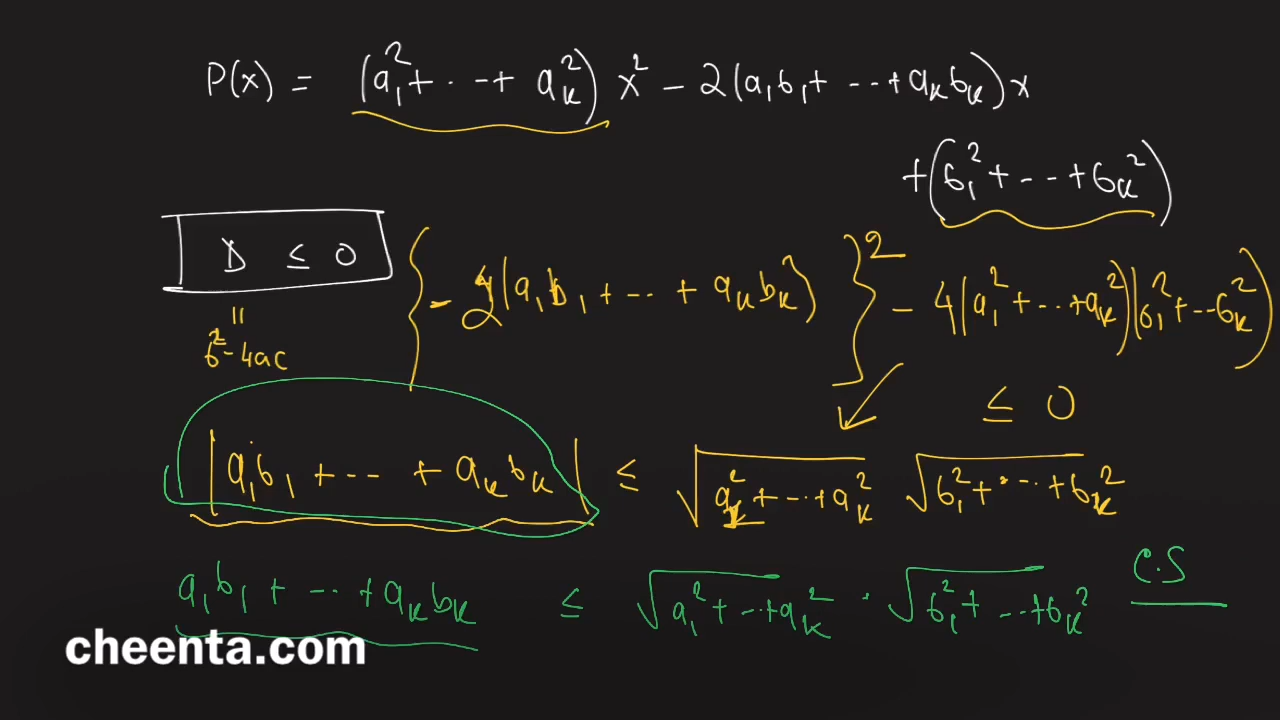 P(x) = (a₁² + ... + aₖ²) x² - 2(a₁b₁ + ... + aₖbₖ) x
+ (b₁² + ... + bₖ²)
D ≤ 0
{ - 2(a₁b₁ + ... + aₖbₖ) }² - 4(a₁² + ... + aₖ²)(b₁² + ... bₖ²)
"
b² - 4ac
≤ 0
|a₁b₁ + ... + aₖbₖ| ≤ √(aₖ² + ... + aₖ²) √(b₁² + ... + bₖ²)
C.S
a₁b₁ + ... + aₖbₖ ≤ √(a₁² + ... + aₖ²) · √(b₁² + ... + bₖ²)
cheenta.com